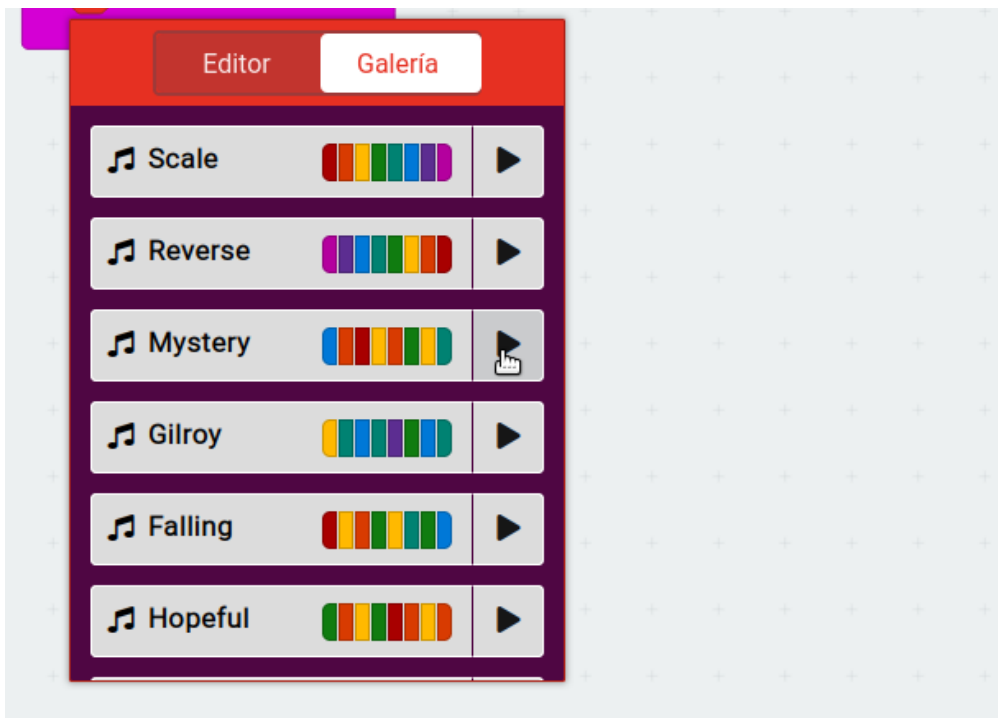 Editor Galería
Scale
Reverse
Mystery
Gilroy
Falling
Hopeful